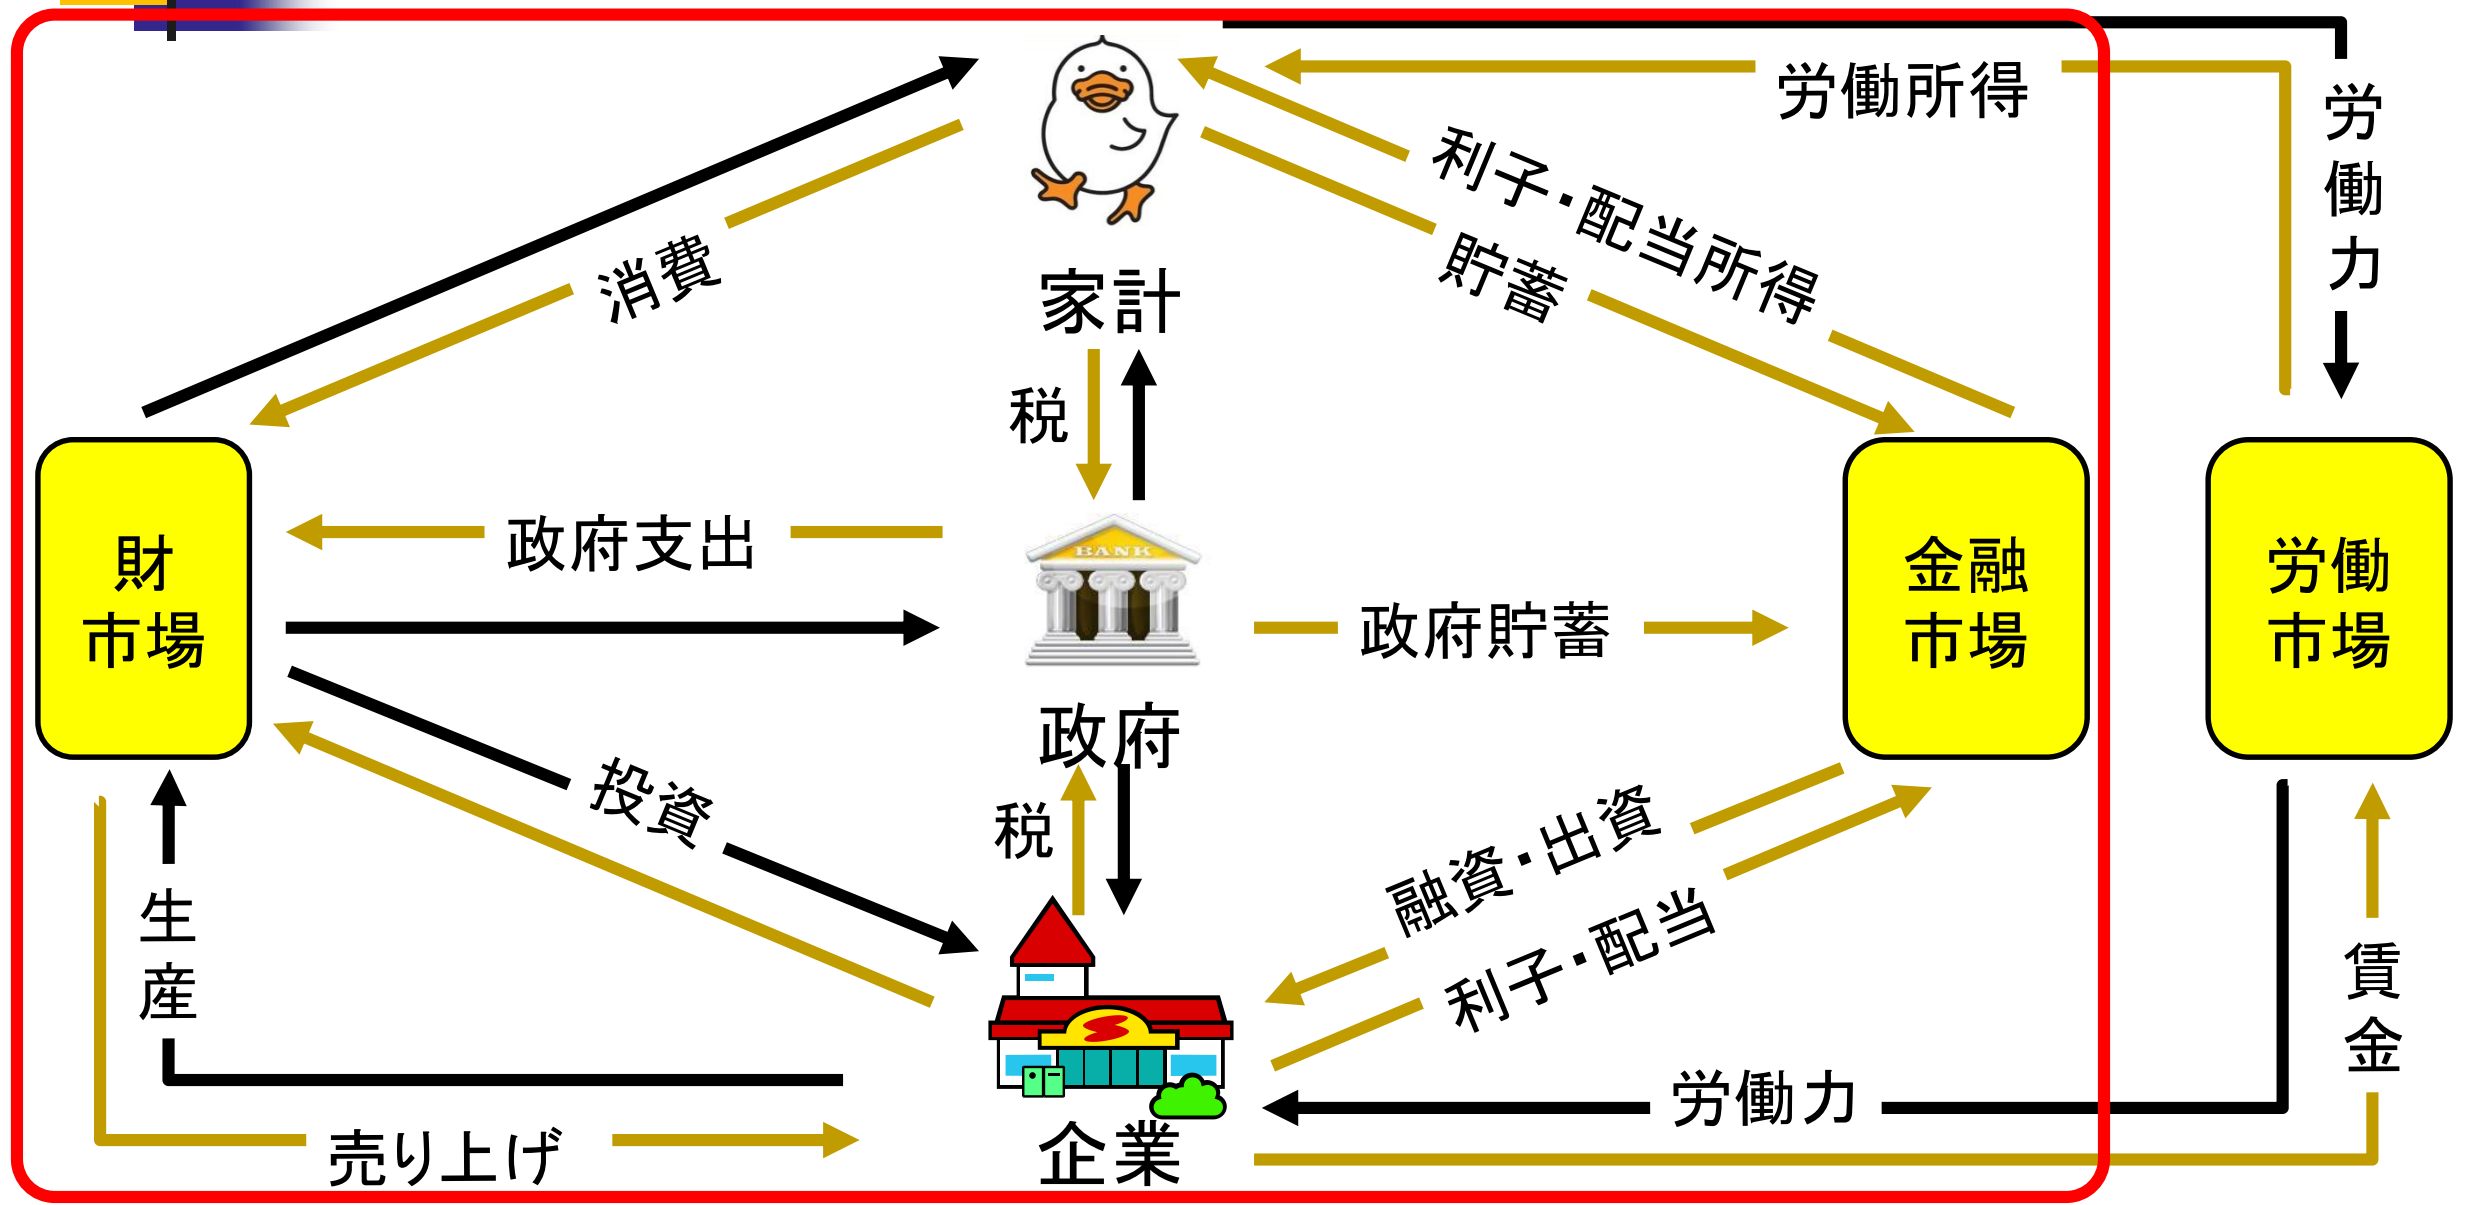 労働所得
労
働
力
利子・配当所得
貯蓄
消費
家計
税
財
市場
政府支出
BANK
政府貯蓄
金融
市場
労働
市場
政府
投資
税
融資・出資
利子・配当
生
産
賃
金
労働力
売り上げ
企業